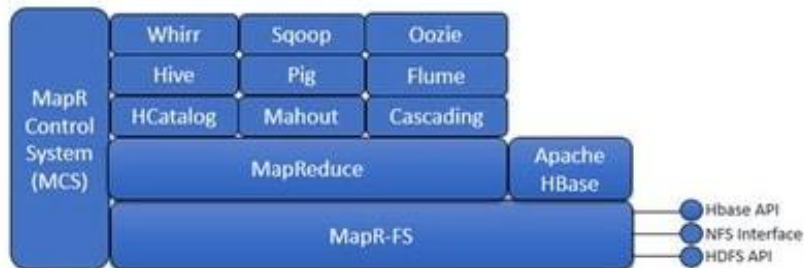 MapR
Control
System
(MCS)
Whirr
Sqoop
Oozie
Hive
Pig
Flume
HCatalog
Mahout
Cascading
MapReduce
Apache
HBase
MapR-FS
Hbase API
NFS Interface
HDFS API